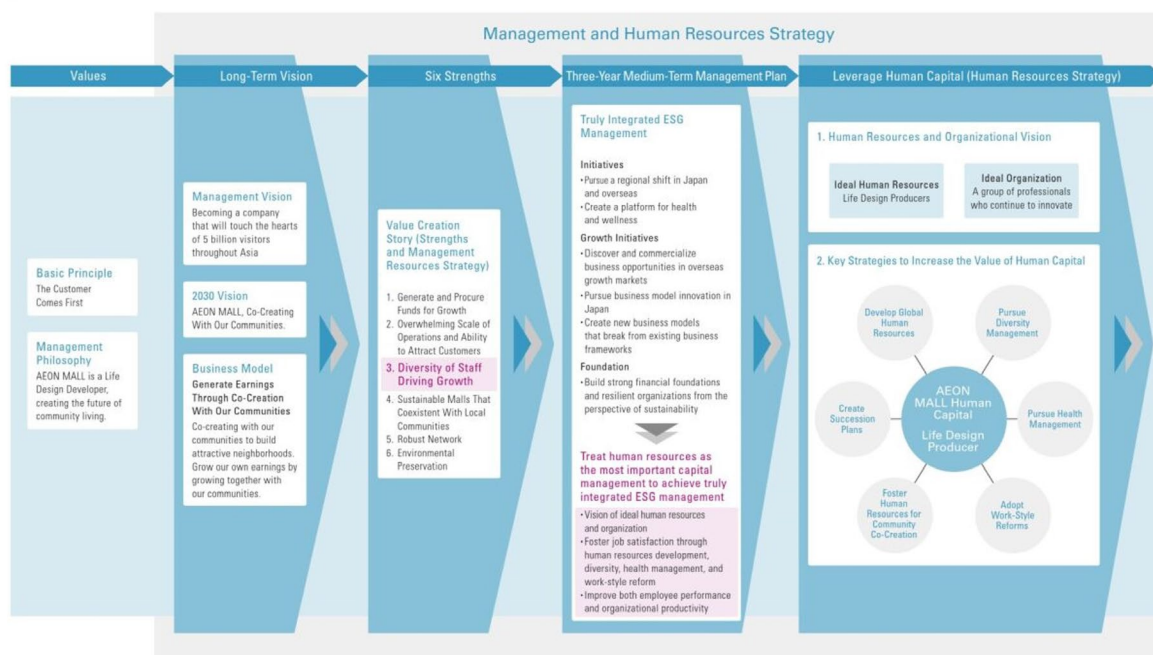 Management and Human Resources Strategy
Values
Long-Term Vision
Six Strengths
Three-Year Medium-Term Management Plan
Leverage Human Capital (Human Resources Strategy)
Basic Principle
The Customer
Comes First
Management
Philosophy
AEON MALL is a Life
Design Developer,
creating the future of
community living.
Management Vision
Becoming a company
that will touch the hearts
of 5 billion visitors
throughout Asia
2030 Vision
AEON MALL, Co-Creating
With Our Communities.
Business Model
Generate Earnings
Through Co-Creation
With Our Communities
Co-creating with our
communities to build
attractive neighborhoods.
Grow our own earnings by
growing together with
our communities.
Value Creation
Story (Strengths
and Management
Resources Strategy)
1. Generate and Procure
Funds for Growth
2. Overwhelming Scale of
Operations and Ability
to Attract Customers
3. Diversity of Staff
Driving Growth
4. Sustainable Malls That
Coexistent With Local
Communities
5. Robust Network
6. Environmental
Preservation
Truly Integrated ESG
Management
Initiatives
・Pursue a regional shift in Japan
and overseas
・Create a platform for health
and wellness
Growth Initiatives
・Discover and commercialize
business opportunities in overseas
growth markets
・Pursue business model innovation in
Japan
・Create new business models
that break from existing business
frameworks
Foundation
・Build strong financial foundations
and resilient organizations from the
perspective of sustainability
Treat human resources as
the most important capital
management to achieve truly
integrated ESG management
・Vision of ideal human resources
and organization
・Foster job satisfaction through
human resources development,
diversity, health management, and
work-style reform
・Improve both employee performance
and organizational productivity
1. Human Resources and Organizational Vision
Ideal Human Resources
Life Design Producers
Ideal Organization
A group of professionals
who continue to innovate
2. Key Strategies to Increase the Value of Human Capital
Develop Global
Human
Resources
Pursue
Diversity
Management
Create
Succession
Plans
AEON
MALL Human
Capital
Life Design
Producer
Pursue Health
Management
Foster
Human
Resources for
Community
Co-Creation
Adopt
Work-Style
Reforms